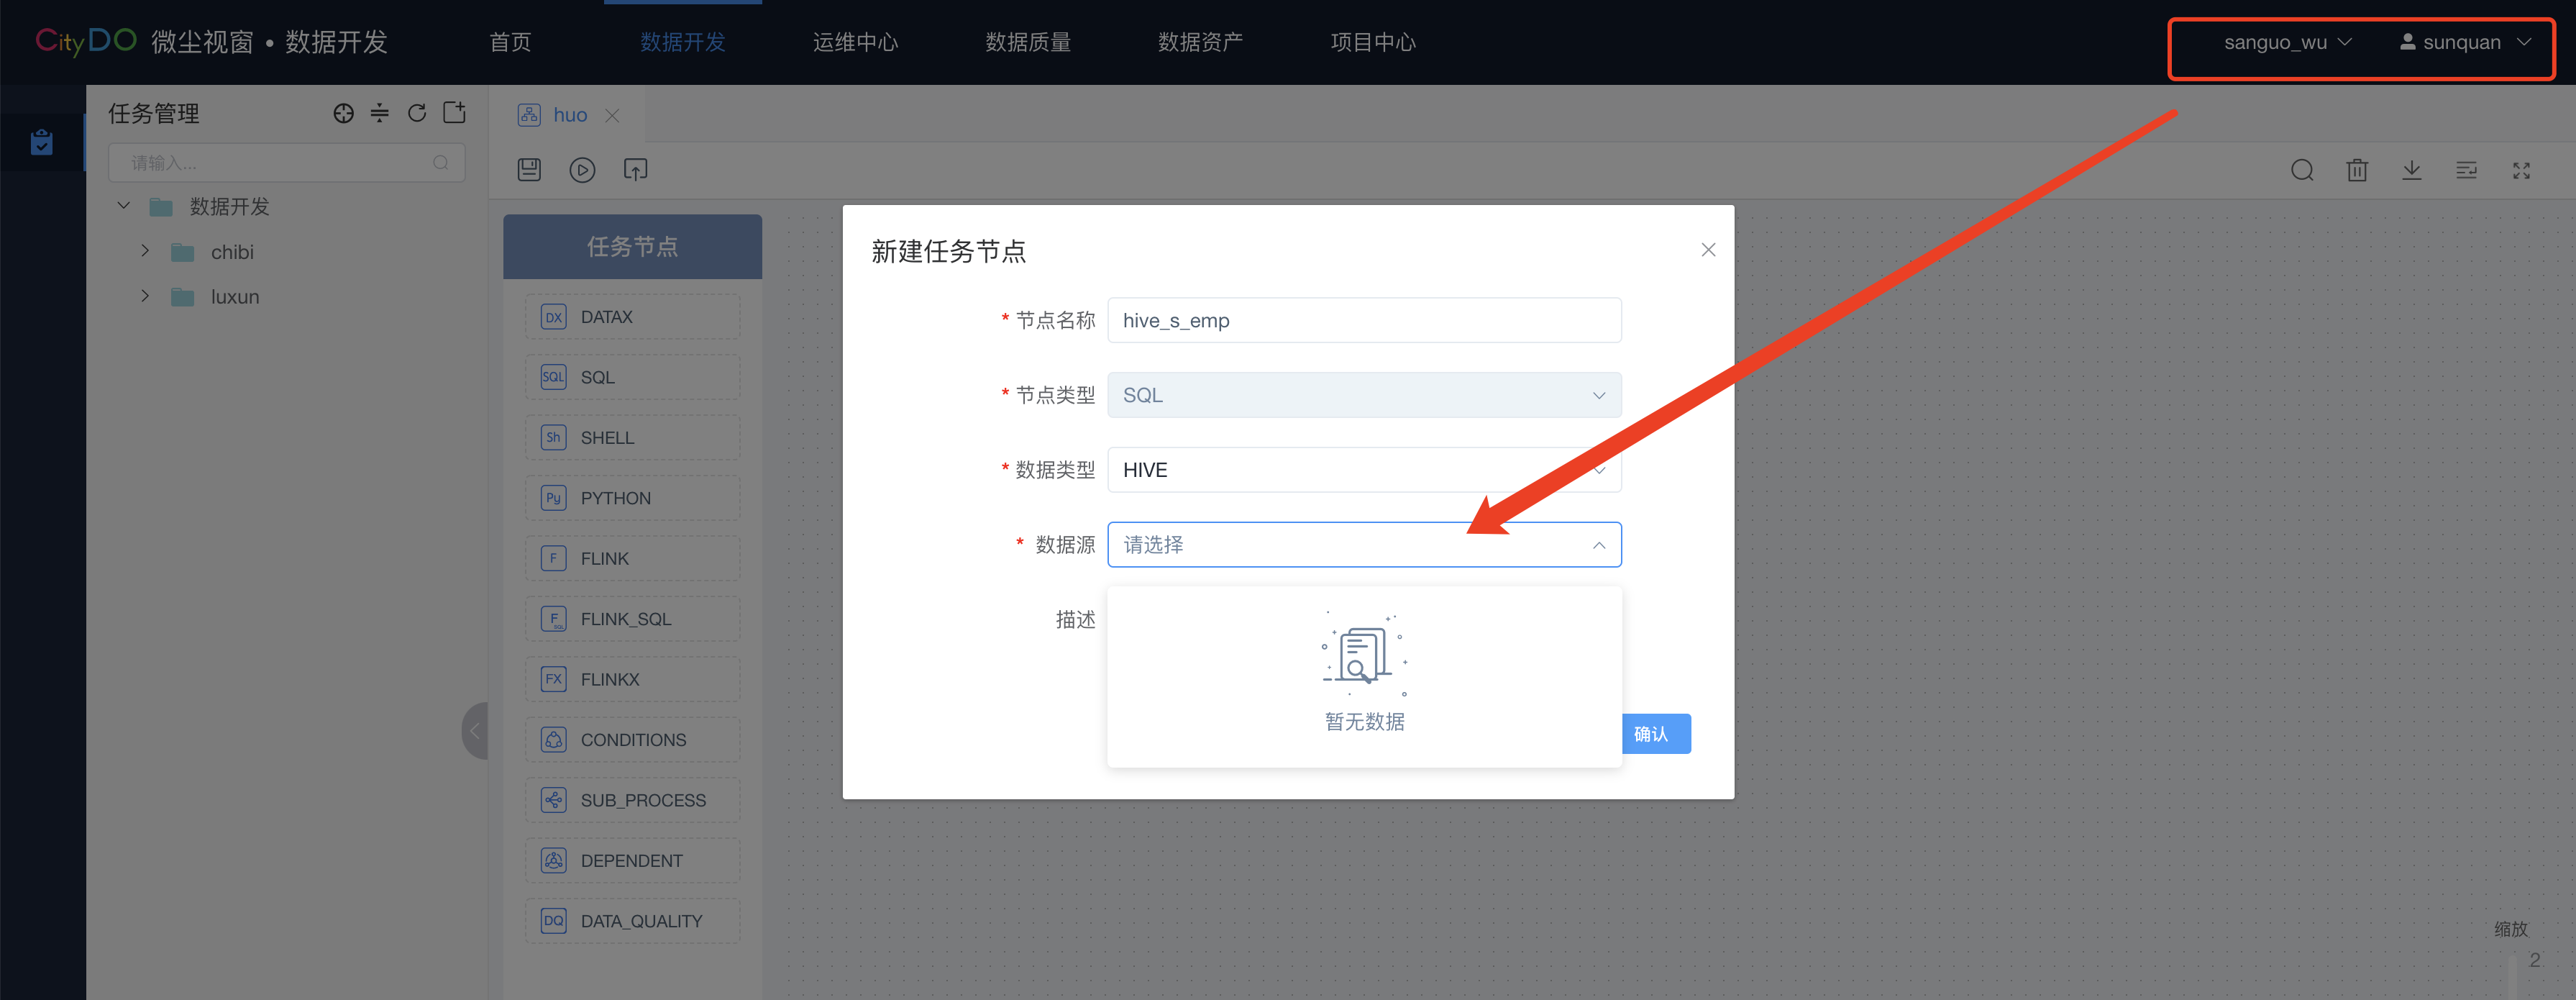 CityDO 微尘视窗 • 数据开发
首页
数据开发
运维中心
数据质量
数据资产
项目中心
sanguo_wu
sunquan
任务管理
请输入...
数据开发
chibi
luxun
huo
任务节点
DX DATAX
SQL SQL
Sh SHELL
Py PYTHON
F FLINK
F SQL FLINK_SQL
FX FLINKX
CONDITIONS
SUB_PROCESS
DEPENDENT
DQ DATA_QUALITY
新建任务节点
* 节点名称 hive_s_emp
* 节点类型 SQL
* 数据类型 HIVE
* 数据源 请选择
描述
暂无数据
确认
缩放
2